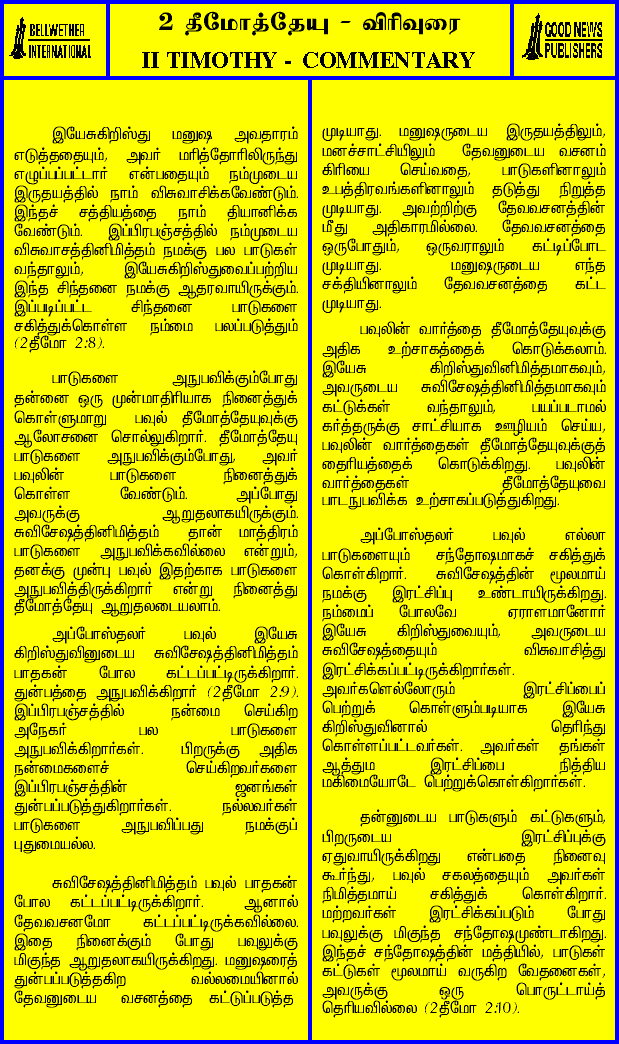 BELLWETHER
INTERNATIONAL
2 தீமோத்தேயு - விரிவுரை
II TIMOTHY - COMMENTARY
GOOD NEWS
PUBLISHERS
இயேசுகிறிஸ்து மனுஷ அவதாரம்
எடுத்ததையும், அவர் மரித்தோரிலிருந்து
எழுப்பப்பட்டார் என்பதையும் நம்முடைய
இருதயத்தில் நாம் விசுவாசிக்கவேண்டும்.
இந்தச் சத்தியத்தை நாம் தியானிக்க
வேண்டும். இப்பிரபஞ்சத்தில் நம்முடைய
விசுவாசத்தினிமித்தம் நமக்கு பல பாடுகள்
வந்தாலும், இயேசுகிறிஸ்துவைப்பற்றிய
இந்த சிந்தனை நமக்கு ஆதரவாயிருக்கும்.
இப்படிப்பட்ட சிந்தனை பாடுகளை
சகித்துக்கொள்ள நம்மை பலப்படுத்தும்
(2தீமோ 2:8).
பாடுகளை அநுபவிக்கும்போது
தன்னை ஒரு முன்மாதிரியாக நினைத்துக்
கொள்ளுமாறு பவுல் தீமோத்தேயுவுக்கு
ஆலோசனை சொல்லுகிறார். தீமோத்தேயு
பாடுகளை அநுபவிக்கும்போது, அவர்
பவுலின் பாடுகளை நினைத்துக்
கொள்ள வேண்டும். அப்போது
அவருக்கு ஆறுதலாகயிருக்கும்.
சுவிசேஷத்தினிமித்தம் தான் மாத்திரம்
பாடுகளை அநுபவிக்கவில்லை என்றும்,
தனக்கு முன்பு பவுல் இதற்காக பாடுகளை
அநுபவித்திருக்கிறார் என்று நினைத்து
தீமோத்தேயு ஆறுதலடையலாம்.
அப்போஸ்தலர் பவுல் இயேசு
கிறிஸ்துவினுடைய சுவிசேஷத்தினிமித்தம்
பாதகன் போல கட்டப்பட்டிருக்கிறார்.
துன்பத்தை அநுபவிக்கிறார் (2தீமோ 2:9).
இப்பிரபஞ்சத்தில் நன்மை செய்கிற
அநேகர் பல பாடுகளை
அநுபவிக்கிறார்கள். பிறருக்கு அதிக
நன்மைகளைச் செய்கிறவர்களை
இப்பிரபஞ்சத்தின் ஜனங்கள்
துன்பப்படுத்துகிறார்கள். நல்லவர்கள்
பாடுகளை அநுபவிப்பது நமக்குப்
புதுமையல்ல.
சுவிசேஷத்தினிமித்தம் பவுல் பாதகன்
போல கட்டப்பட்டிருக்கிறார். ஆனால்
தேவவசனமோ கட்டப்பட்டிருக்கவில்லை.
இதை நினைக்கும் போது பவுலுக்கு
மிகுந்த ஆறுதலாகயிருக்கிறது. மனுஷரைத்
துன்பப்படுத்தகிற வல்லமையினால்
தேவனுடைய வசனத்தை கட்டுப்படுத்த
முடியாது. மனுஷருடைய இருதயத்திலும்,
மனச்சாட்சியிலும் தேவனுடைய வசனம்
கிரியை செய்வதை, பாடுகளினாலும்
உபத்திரவங்களினாலும் தடுத்து நிறுத்த
முடியாது. அவற்றிற்கு தேவவசனத்தின்
மீது அதிகாரமில்லை. தேவவசனத்தை
ஒருபோதும், ஒருவராலும் கட்டிப்போட
முடியாது. மனுஷருடைய எந்த
சக்தியினாலும் தேவவசனத்தை கட்ட
முடியாது.
பவுலின் வார்த்தை தீமோத்தேயுவுக்கு
அதிக உற்சாகத்தைக் கொடுக்கலாம்.
இயேசு கிறிஸ்துவினிமித்தமாகவும்,
அவருடைய சுவிசேஷத்தினிமித்தமாகவும்
கட்டுக்கள் வந்தாலும், பயப்படாமல்
கர்த்தருக்கு சாட்சியாக ஊழியம் செய்ய,
பவுலின் வார்த்தைகள் தீமோத்தேயுவுக்குத்
தைரியத்தைக் கொடுக்கிறது. பவுலின்
வார்த்தைகள் தீமோத்தேயுவை
பாடநுபவிக்க உற்சாகப்படுத்துகிறது.
அப்போஸ்தலர் பவுல் எல்லா
பாடுகளையும் சந்தோஷமாகச் சகித்துக்
கொள்கிறார். சுவிசேஷத்தின் மூலமாய்
நமக்கு இரட்சிப்பு உண்டாயிருக்கிறது.
நம்மைப் போலவே ஏராளமானோர்
இயேசு கிறிஸ்துவையும், அவருடைய
சுவிசேஷத்தையும் விசுவாசித்து
இரட்சிக்கப்பட்டிருக்கிறார்கள்.
அவர்களெல்லோரும் இரட்சிப்பைப்
பெற்றுக் கொள்ளும்படியாக இயேசு
கிறிஸ்துவினால் தெரிந்து
கொள்ளப்பட்டவர்கள். அவர்கள் தங்கள்
ஆத்தும இரட்சிப்பை நித்திய
மகிமையோடே பெற்றுக்கொள்கிறார்கள்.
தன்னுடைய பாடுகளும் கட்டுகளும்,
பிறருடைய இரட்சிப்புக்கு
ஏதுவாயிருக்கிறது என்பதை நினைவு
கூர்ந்து, பவுல் சகலத்தையும் அவர்கள்
நிமித்தமாய் சகித்துக் கொள்கிறார்.
மற்றவர்கள் இரட்சிக்கப்படும் போது
பவுலுக்கு மிகுந்த சந்தோஷமுண்டாகிறது.
இந்தச் சந்தோஷத்தின் மத்தியில், பாடுகள்
கட்டுகள் மூலமாய் வருகிற வேதனைகள்,
அவருக்கு ஒரு பொருட்டாய்த்
தெரியவில்லை (2தீமோ 2:10).